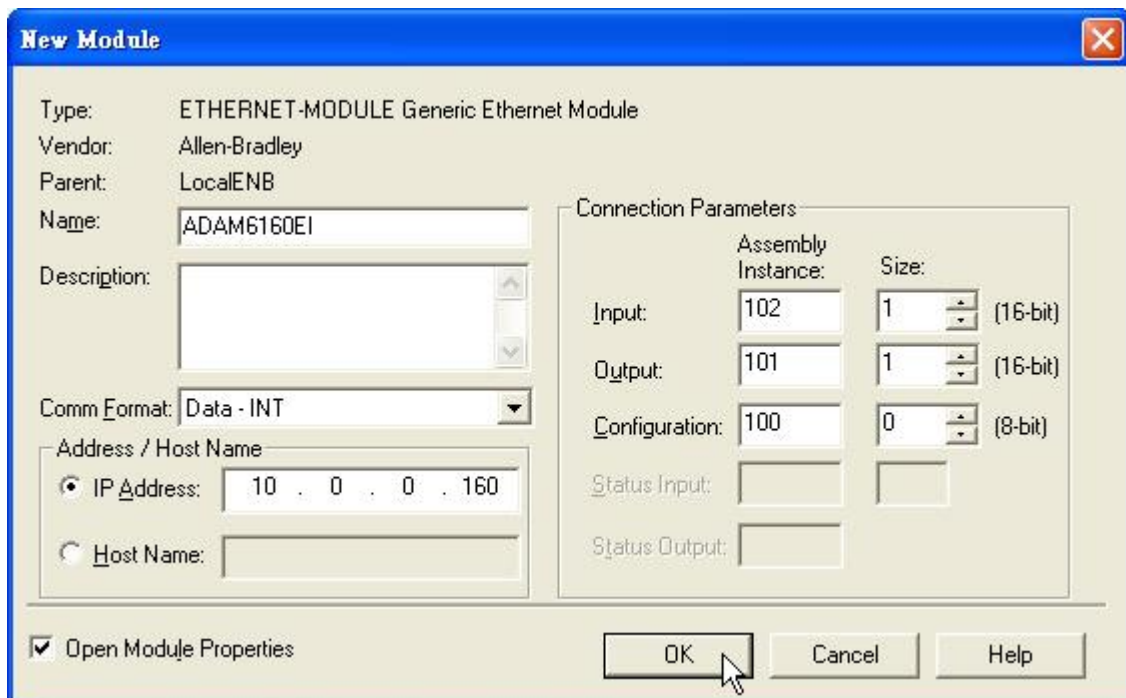 New Module
Type: ETHERNET-MODULE Generic Ethernet Module
Vendor: Allen-Bradley
Parent: LocalENB
Name: ADAM6160EI
Description:
Comm Format: Data - INT
Address / Host Name
IP Address: 10 . 0 . 0 . 160
Host Name:
Connection Parameters
Assembly Instance: Size:
Input: 102 1 (16-bit)
Output: 101 1 (16-bit)
Configuration: 100 0 (8-bit)
Status Input:
Status Output:
Open Module Properties
OK Cancel Help